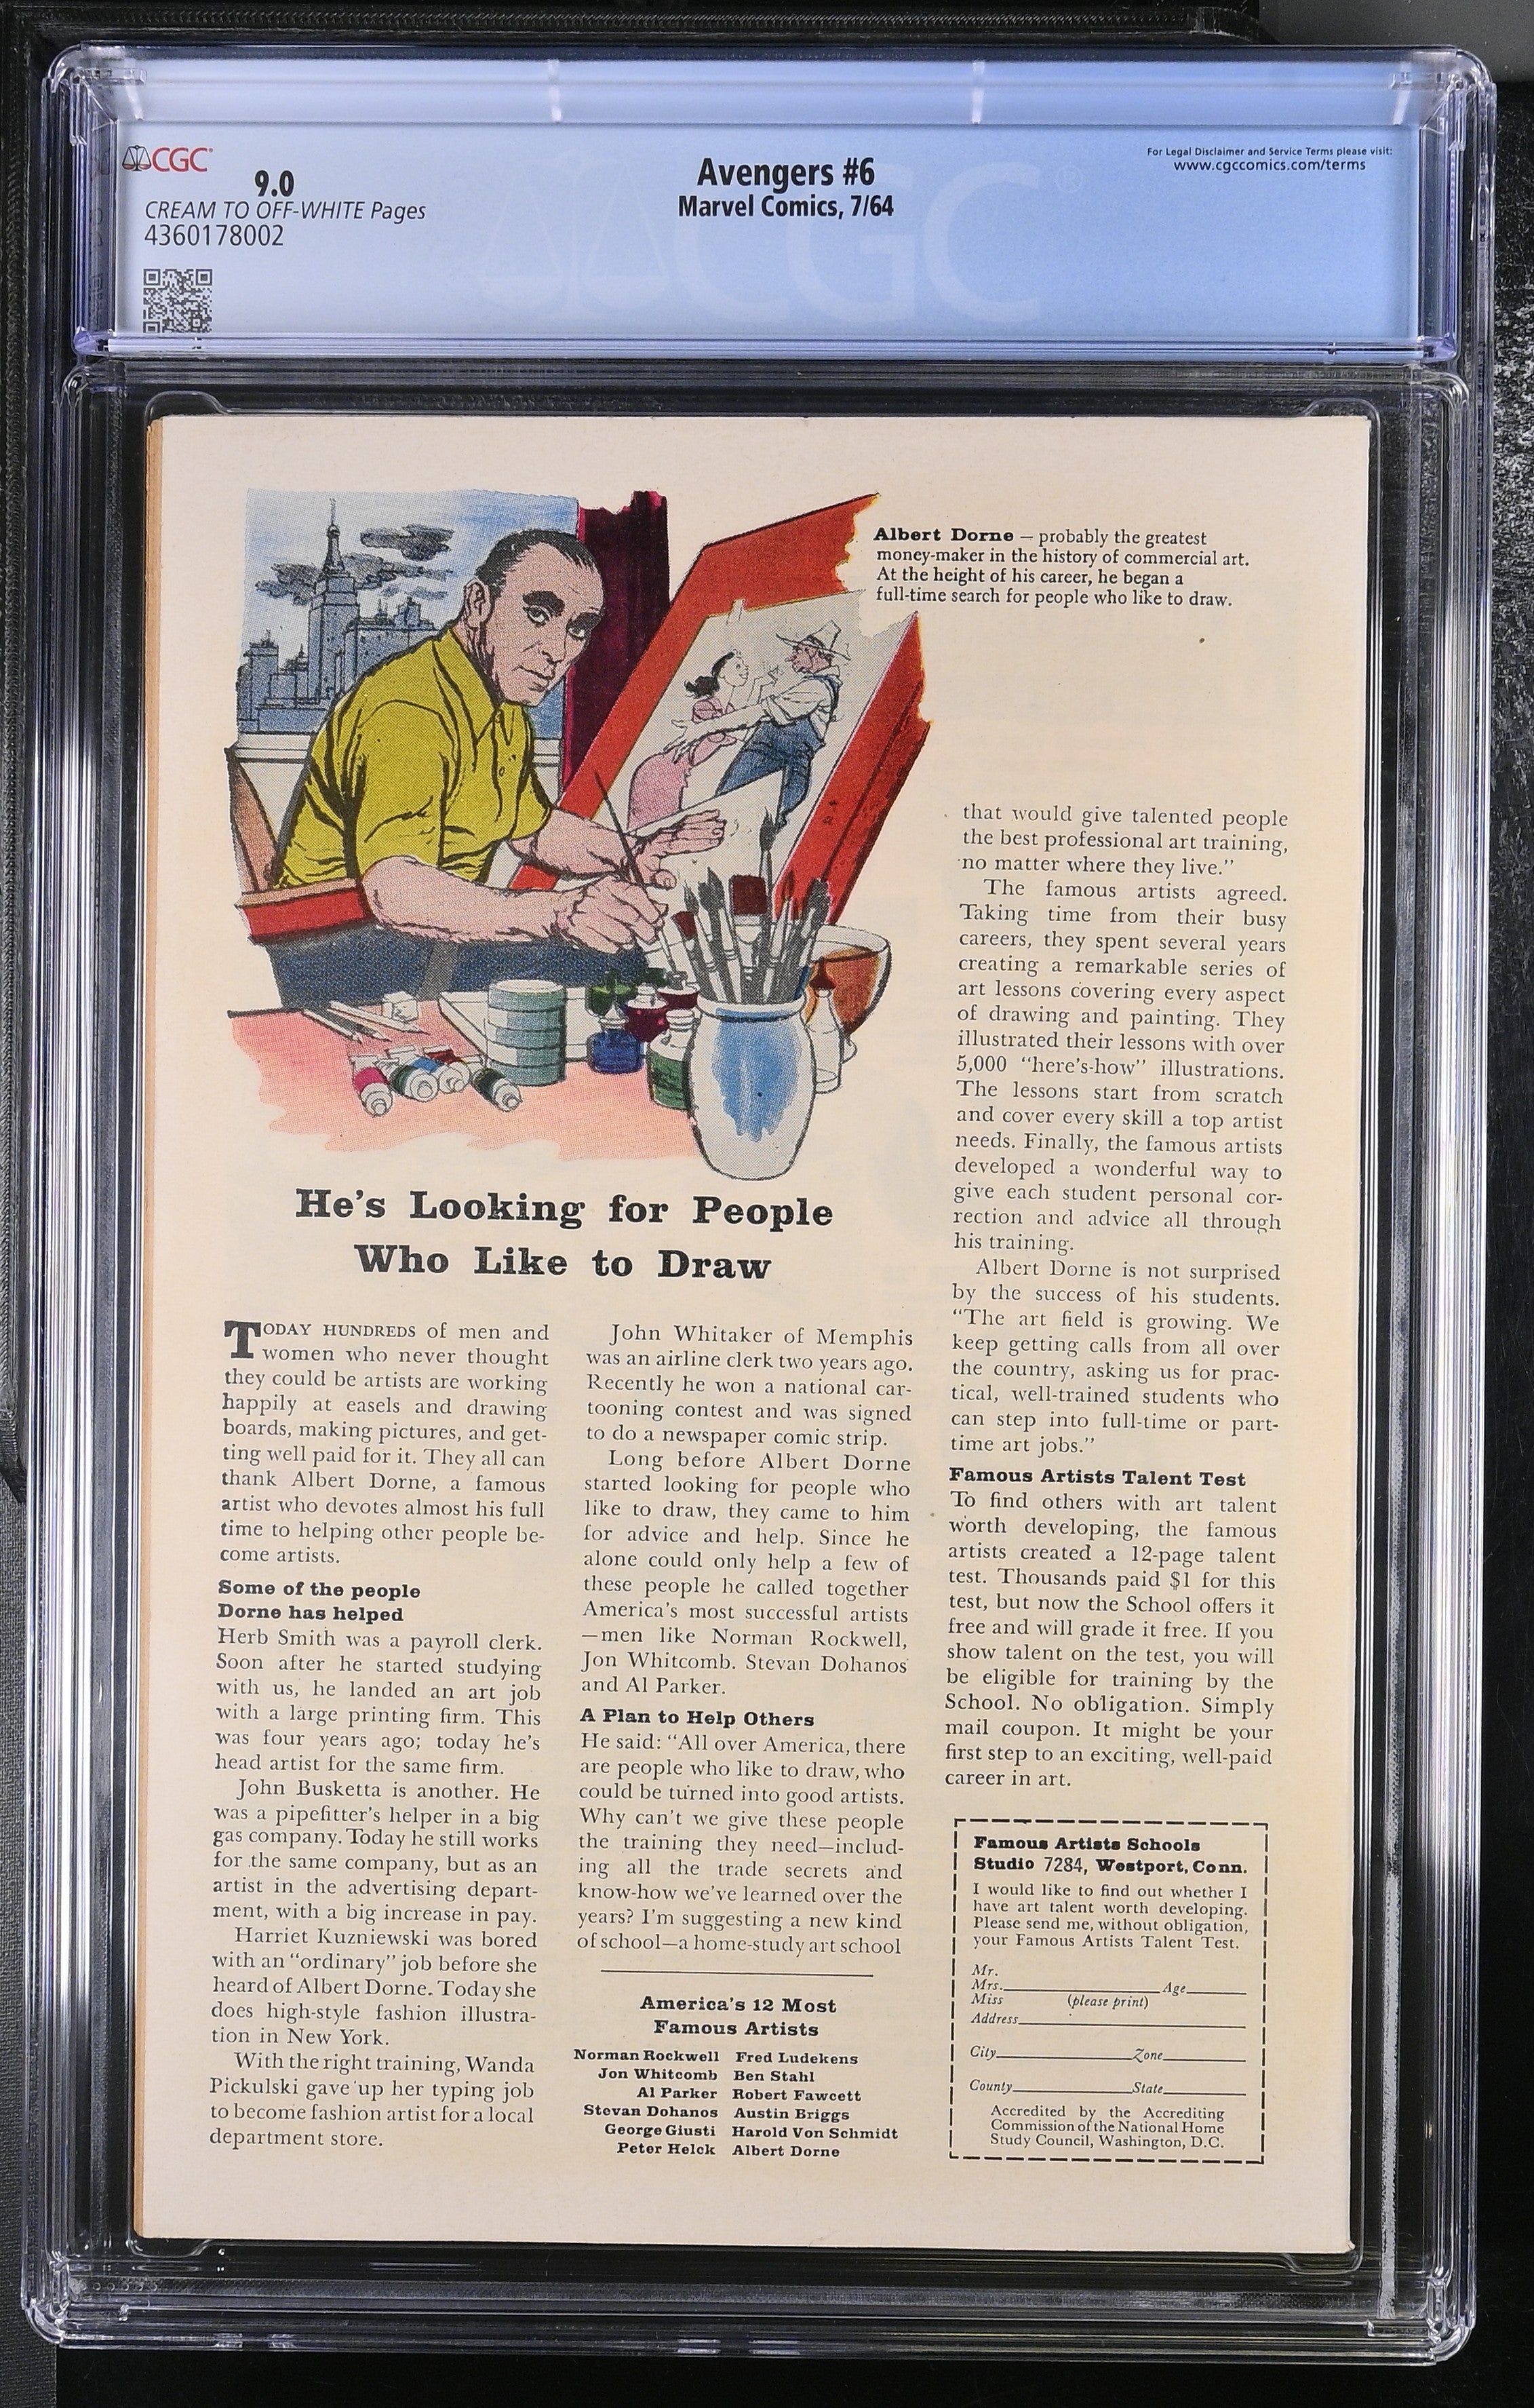 CGC
9.0
CREAM TO OFF-WHITE Pages
4360178002
Avengers #6
Marvel Comics, 7/64
For Legal Disclaimer and Service Terms please visit:
www.cgccomics.com/terms
CGC
Albert Dorne — probably the greatest
money-maker in the history of commercial art.
At the height of his career, he began a
full-time search for people who like to draw.
He's Looking for People
Who Like to Draw
TODAY HUNDREDS of men and
women who never thought
they could be artists are working
happily at easels and drawing
boards, making pictures, and get-
ting well paid for it. They all can
thank Albert Dorne, a famous
artist who devotes almost his full
time to helping other people be-
come artists.
Some of the people
Dorne has helped
Herb Smith was a payroll clerk.
Soon after he started studying
with us, he landed an art job
with a large printing firm. This
was four years ago; today he's
head artist for the same firm.
John Busketta is another. He
was a pipefitter's helper in a big
gas company. Today he still works
for the same company, but as an
artist in the advertising depart-
ment, with a big increase in pay.
Harriet Kuzniewski was bored
with an "ordinary" job before she
heard of Albert Dorne. Today she
does high-style fashion illustra-
tion in New York.
With the right training, Wanda
Pickulski gave up her typing job
to become fashion artist for a local
department store.
John Whitaker of Memphis
was an airline clerk two years ago.
Recently he won a national car-
tooning contest and was signed
to do a newspaper comic strip.
Long before Albert Dorne
started looking for people who
like to draw, they came to him
for advice and help. Since he
alone could only help a few of
these people he called together
America's most successful artists
—men like Norman Rockwell,
Jon Whitcomb. Stevan Dohanos
and Al Parker.
A Plan to Help Others
He said: "All over America, there
are people who like to draw, who
could be turned into good artists.
Why can't we give these people
the training they need—includ-
ing all the trade secrets and
know-how we've learned over the
years? I'm suggesting a new kind
of school—a home-study art school
America's 12 Most
Famous Artists
Norman Rockwell Fred Ludekens
Jon Whitcomb Ben Stahl
Al Parker Robert Fawcett
Stevan Dohanos Austin Briggs
George Giusti Harold Von Schmidt
Peter Helck Albert Dorne
that would give talented people
the best professional art training,
no matter where they live."
The famous artists agreed.
Taking time from their busy
careers, they spent several years
creating a remarkable series of
art lessons covering every aspect
of drawing and painting. They
illustrated their lessons with over
5,000 "here's-how" illustrations.
The lessons start from scratch
and cover every skill a top artist
needs. Finally, the famous artists
developed a wonderful way to
give each student personal cor-
rection and advice all through
his training.
Albert Dorne is not surprised
by the success of his students.
"The art field is growing. We
keep getting calls from all over
the country, asking us for prac-
tical, well-trained students who
can step into full-time or part-
time art jobs."
Famous Artists Talent Test
To find others with art talent
worth developing, the famous
artists created a 12-page talent
test. Thousands paid $1 for this
test, but now the School offers it
free and will grade it free. If you
show talent on the test, you will
be eligible for training by the
School. No obligation. Simply
mail coupon. It might be your
first step to an exciting, well-paid
career in art.
Famous Artists Schools
Studio 7284, Westport, Conn.
I would like to find out whether I
have art talent worth developing.
Please send me, without obligation,
your Famous Artists Talent Test.
Mr.
Mrs. Age
Miss (please print)
Address
City Zone
County State
Accredited by the Accrediting
Commission of the National Home
Study Council, Washington, D.C.